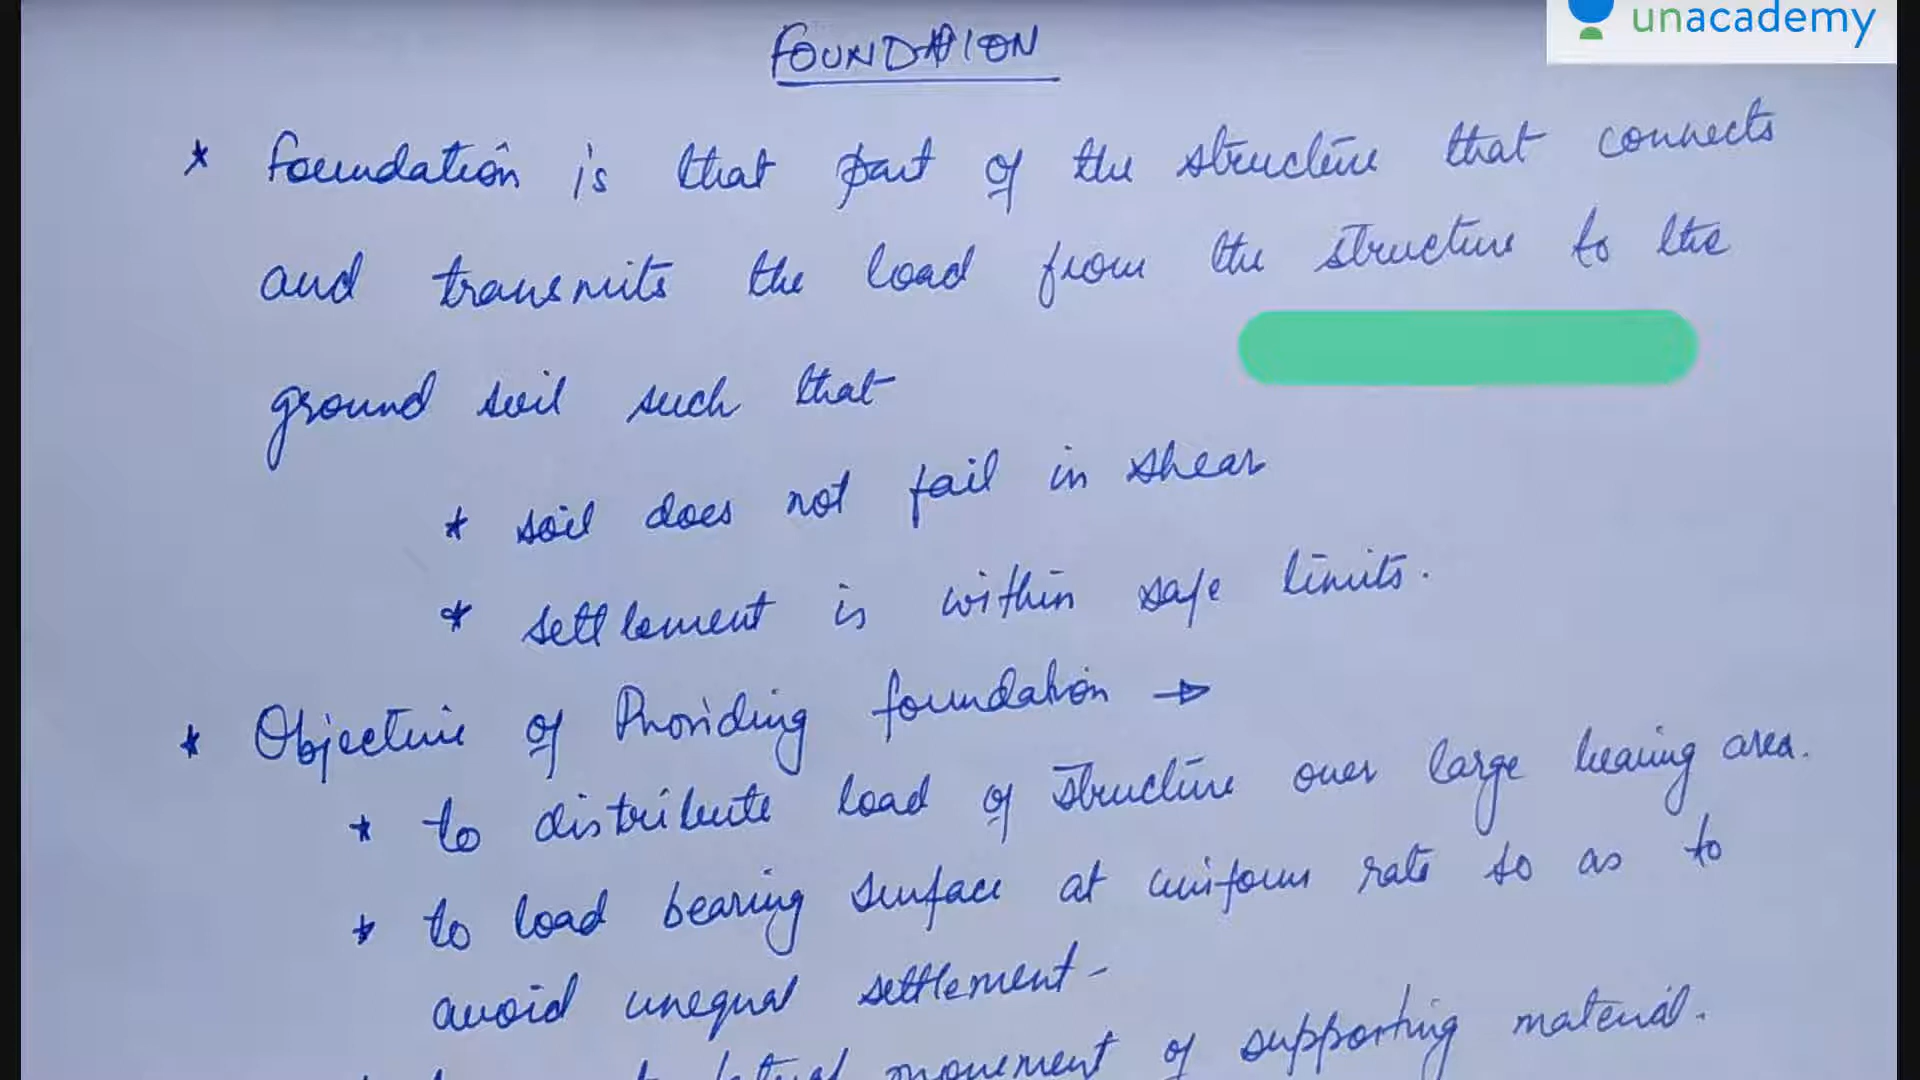 unacademy
FOUNDATION
* foundation is that part of the structure that connects
and transmits the load from the structure to the
ground soil such that
* soil does not fail in shear
* settlement is within safe limits.
* Objective of Providing foundation →
* to distribute load of structure over large bearing area.
* to load bearing surface at uniform rate so as to
avoid unequal settlement-
lateral movement of supporting material.